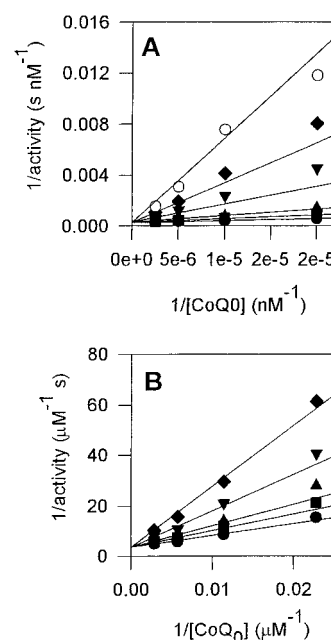 A
1/activity (s nM⁻¹)
0.016
0.012
0.008
0.004
0.000
0e+0 5e-6 1e-5 2e-5 2e-5
1/[CoQ0] (nM⁻¹)
B
1/activity (µM⁻¹ s)
80
60
40
20
0
0.00 0.01 0.02
1/[CoQ₀] (µM⁻¹)